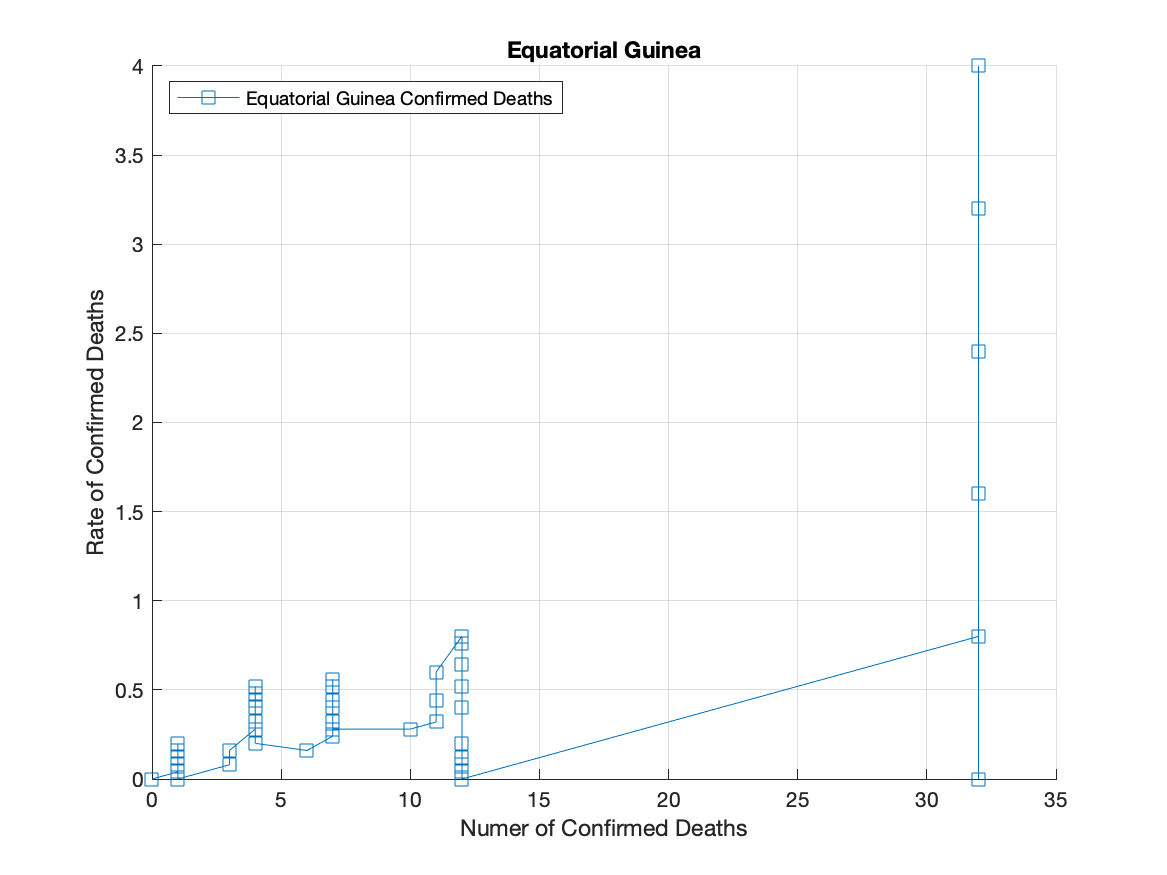 Equatorial Guinea
Equatorial Guinea Confirmed Deaths
4
3.5
3
2.5
2
1.5
1
0.5
0
Rate of Confirmed Deaths
0 5 10 15 20 25 30 35
Numer of Confirmed Deaths